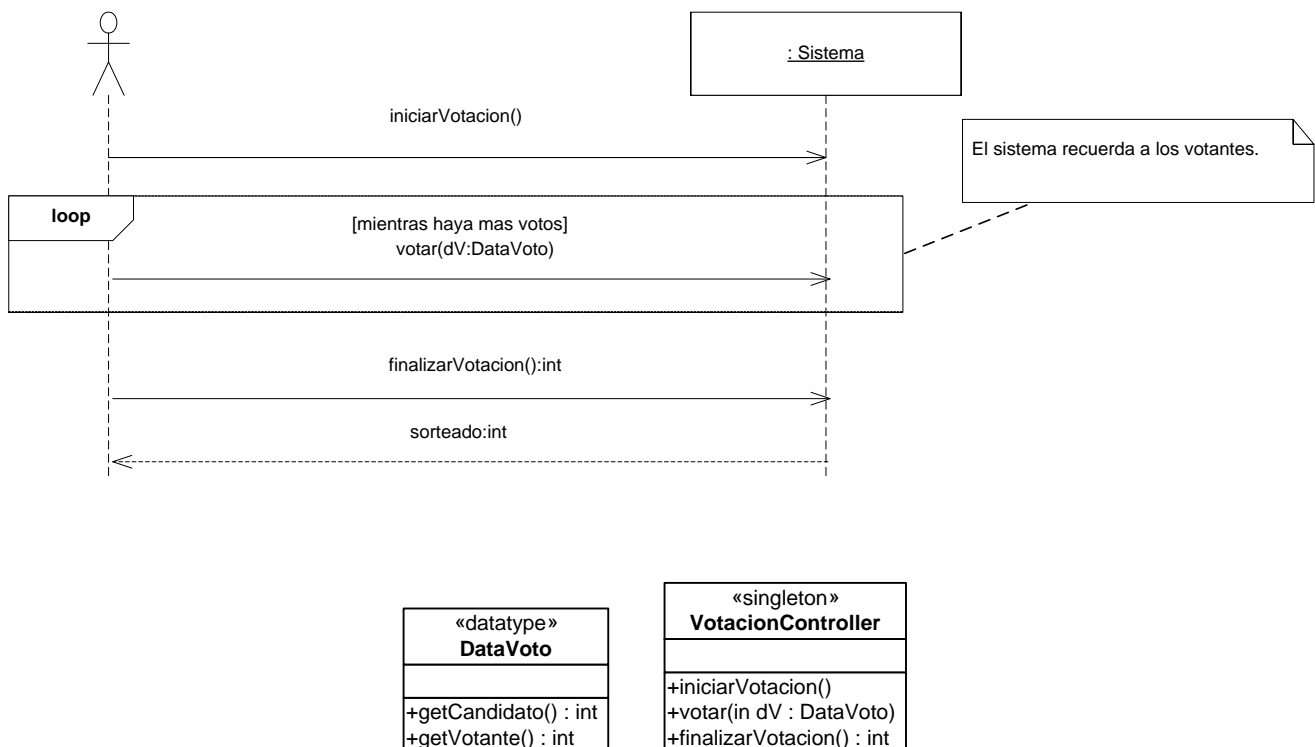 : Sistema
iniciarVotacion()
El sistema recuerda a los votantes.
loop
[mientras haya mas votos]
votar(dV:DataVoto)
finalizarVotacion():int
sorteado:int
«datatype»
DataVoto
+getCandidato() : int
+getVotante() : int
«singleton»
VotacionController
+iniciarVotacion()
+votar(in dV : DataVoto)
+finalizarVotacion() : int